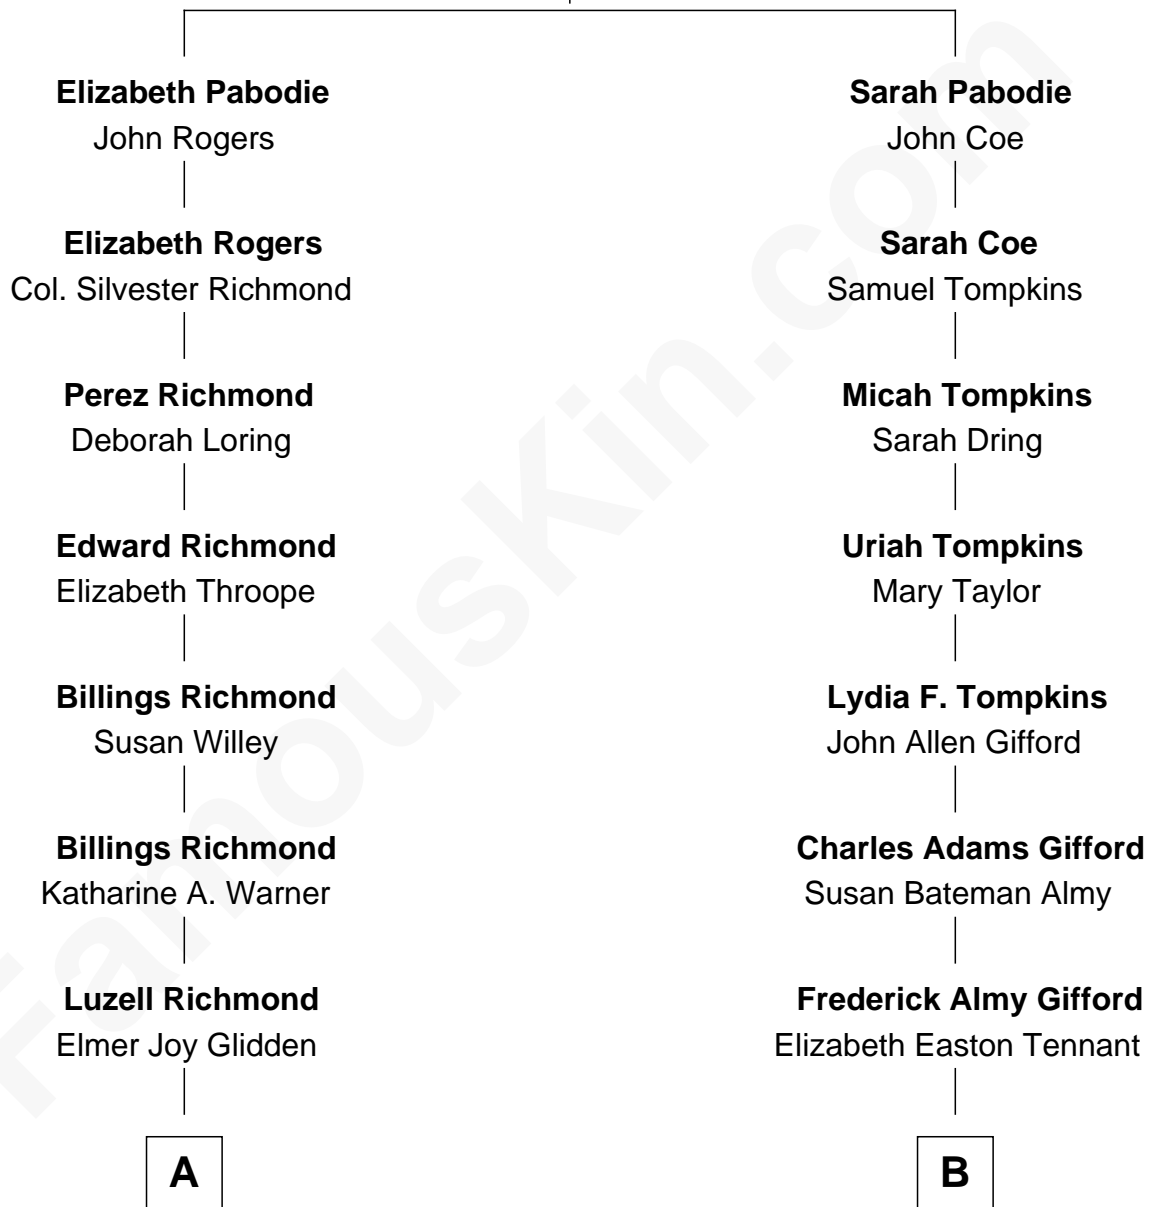 Elizabeth Pabodie
John Rogers
Elizabeth Rogers
Col. Silvester Richmond
Perez Richmond
Deborah Loring
Edward Richmond
Elizabeth Throope
Billings Richmond
Susan Willey
Billings Richmond
Katharine A. Warner
Luzell Richmond
Elmer Joy Glidden
A
Sarah Pabodie
John Coe
Sarah Coe
Samuel Tompkins
Micah Tompkins
Sarah Dring
Uriah Tompkins
Mary Taylor
Lydia F. Tompkins
John Allen Gifford
Charles Adams Gifford
Susan Bateman Almy
Frederick Almy Gifford
Elizabeth Easton Tennant
B
FamousKin.com